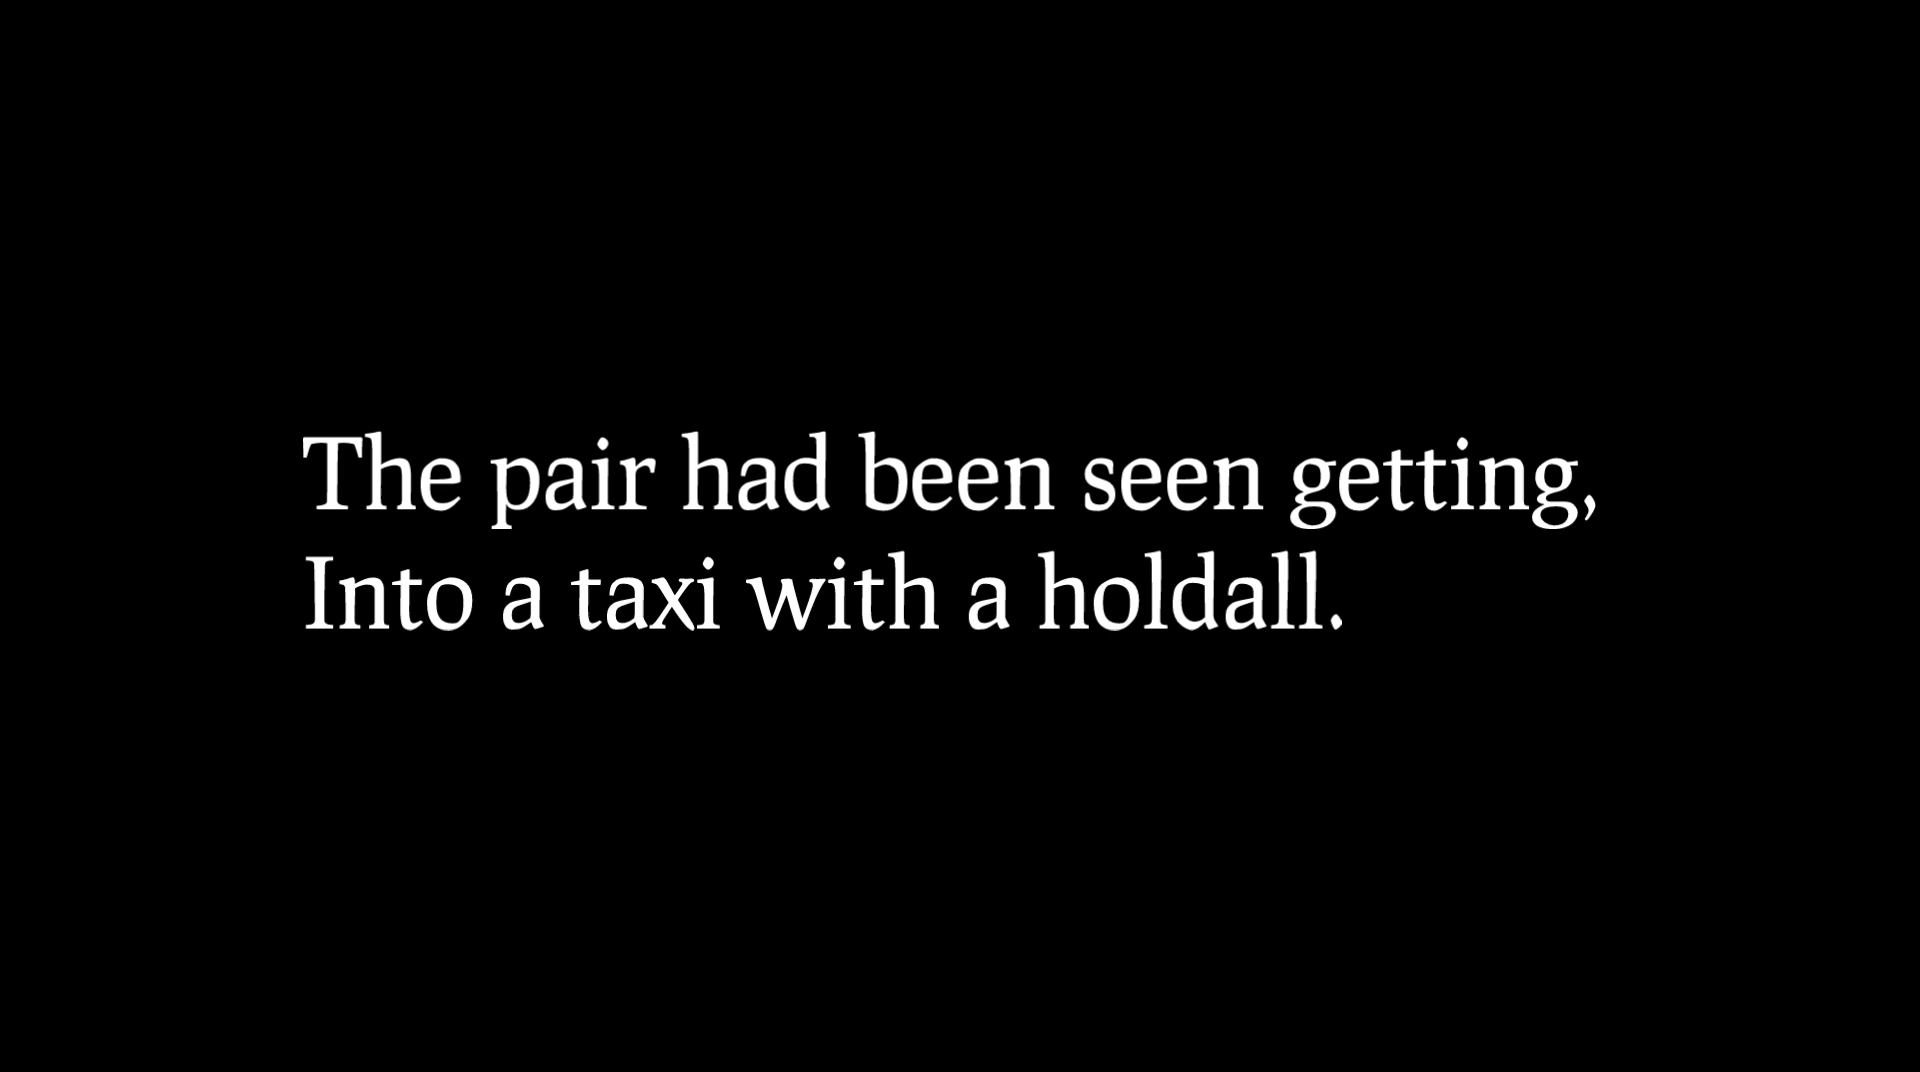 The pair had been seen getting,
Into a taxi with a holdall.